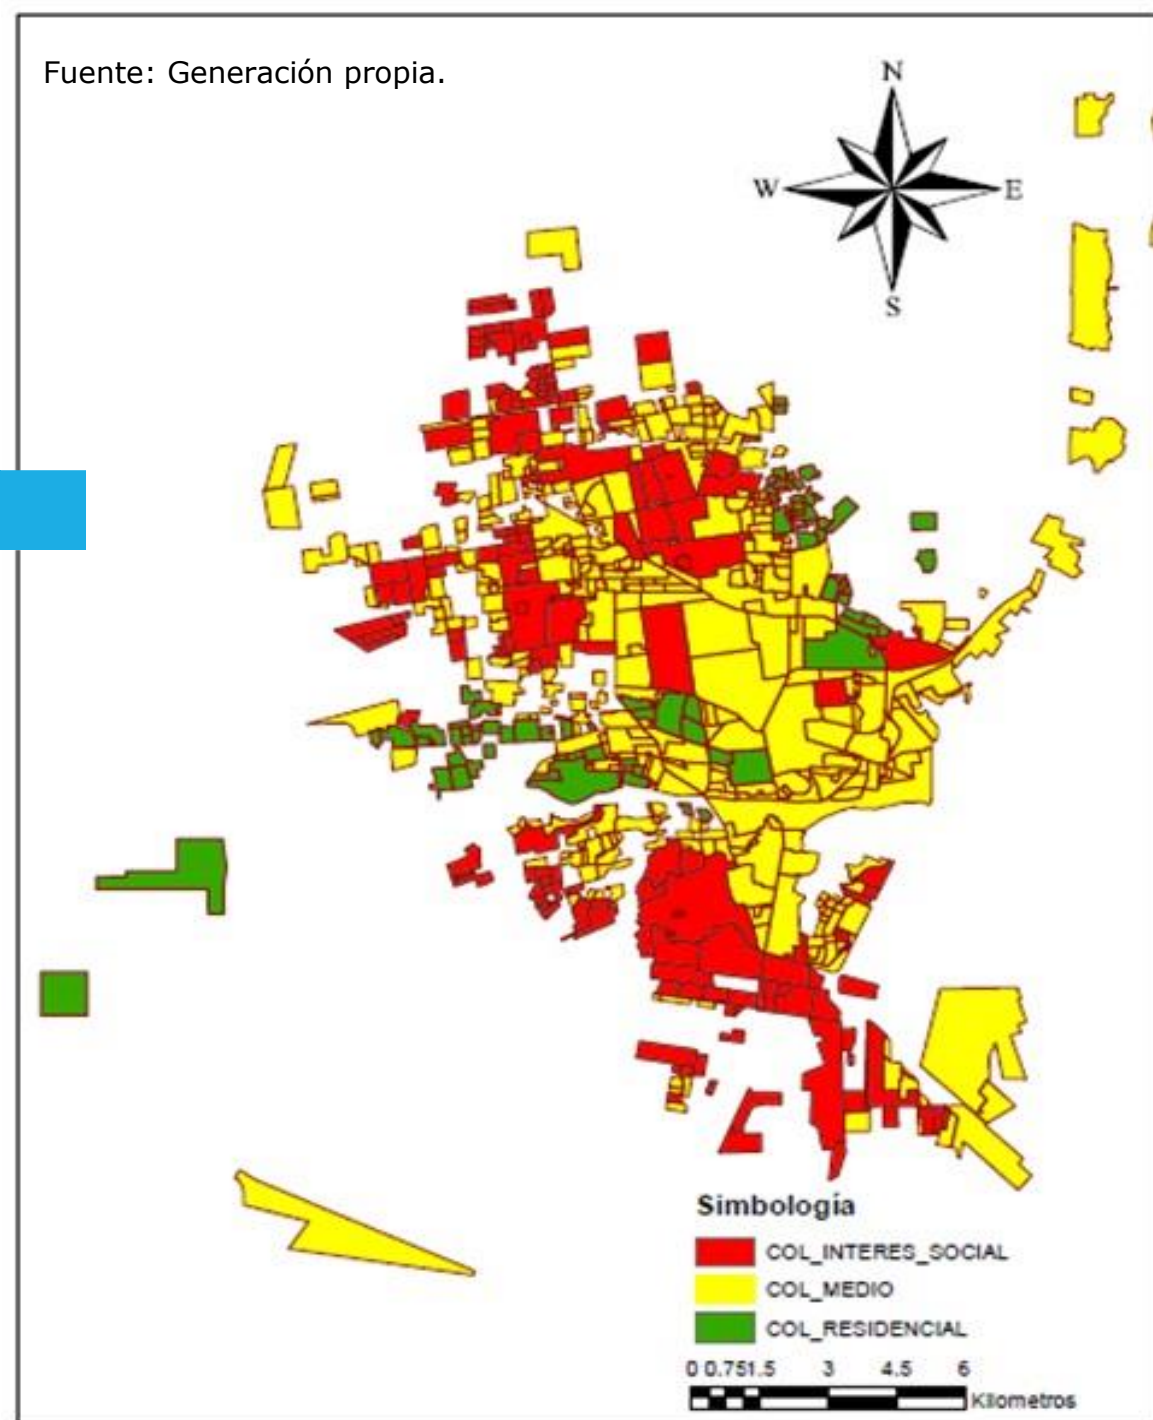 Fuente: Generación propia.
N
W
E
S
Simbología
COL_INTERES_SOCIAL
COL_MEDIO
COL_RESIDENCIAL
0 0.751.5 3 4.5 6
Kilometros